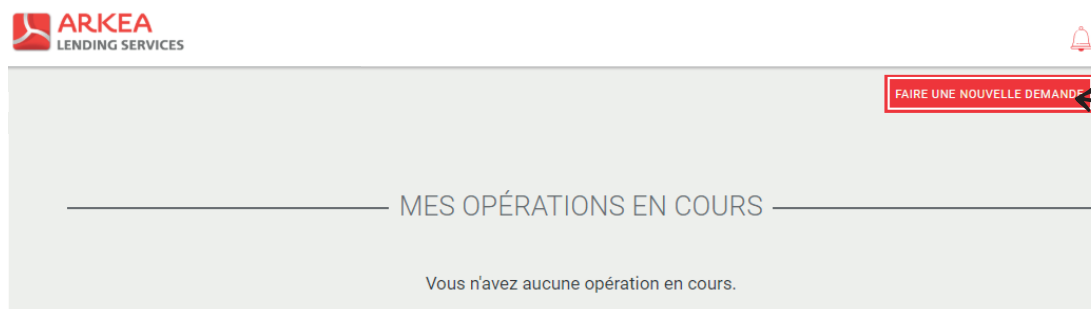 ARKEA
LENDING SERVICES
FAIRE UNE NOUVELLE DEMANDE
MES OPÉRATIONS EN COURS
Vous n'avez aucune opération en cours.